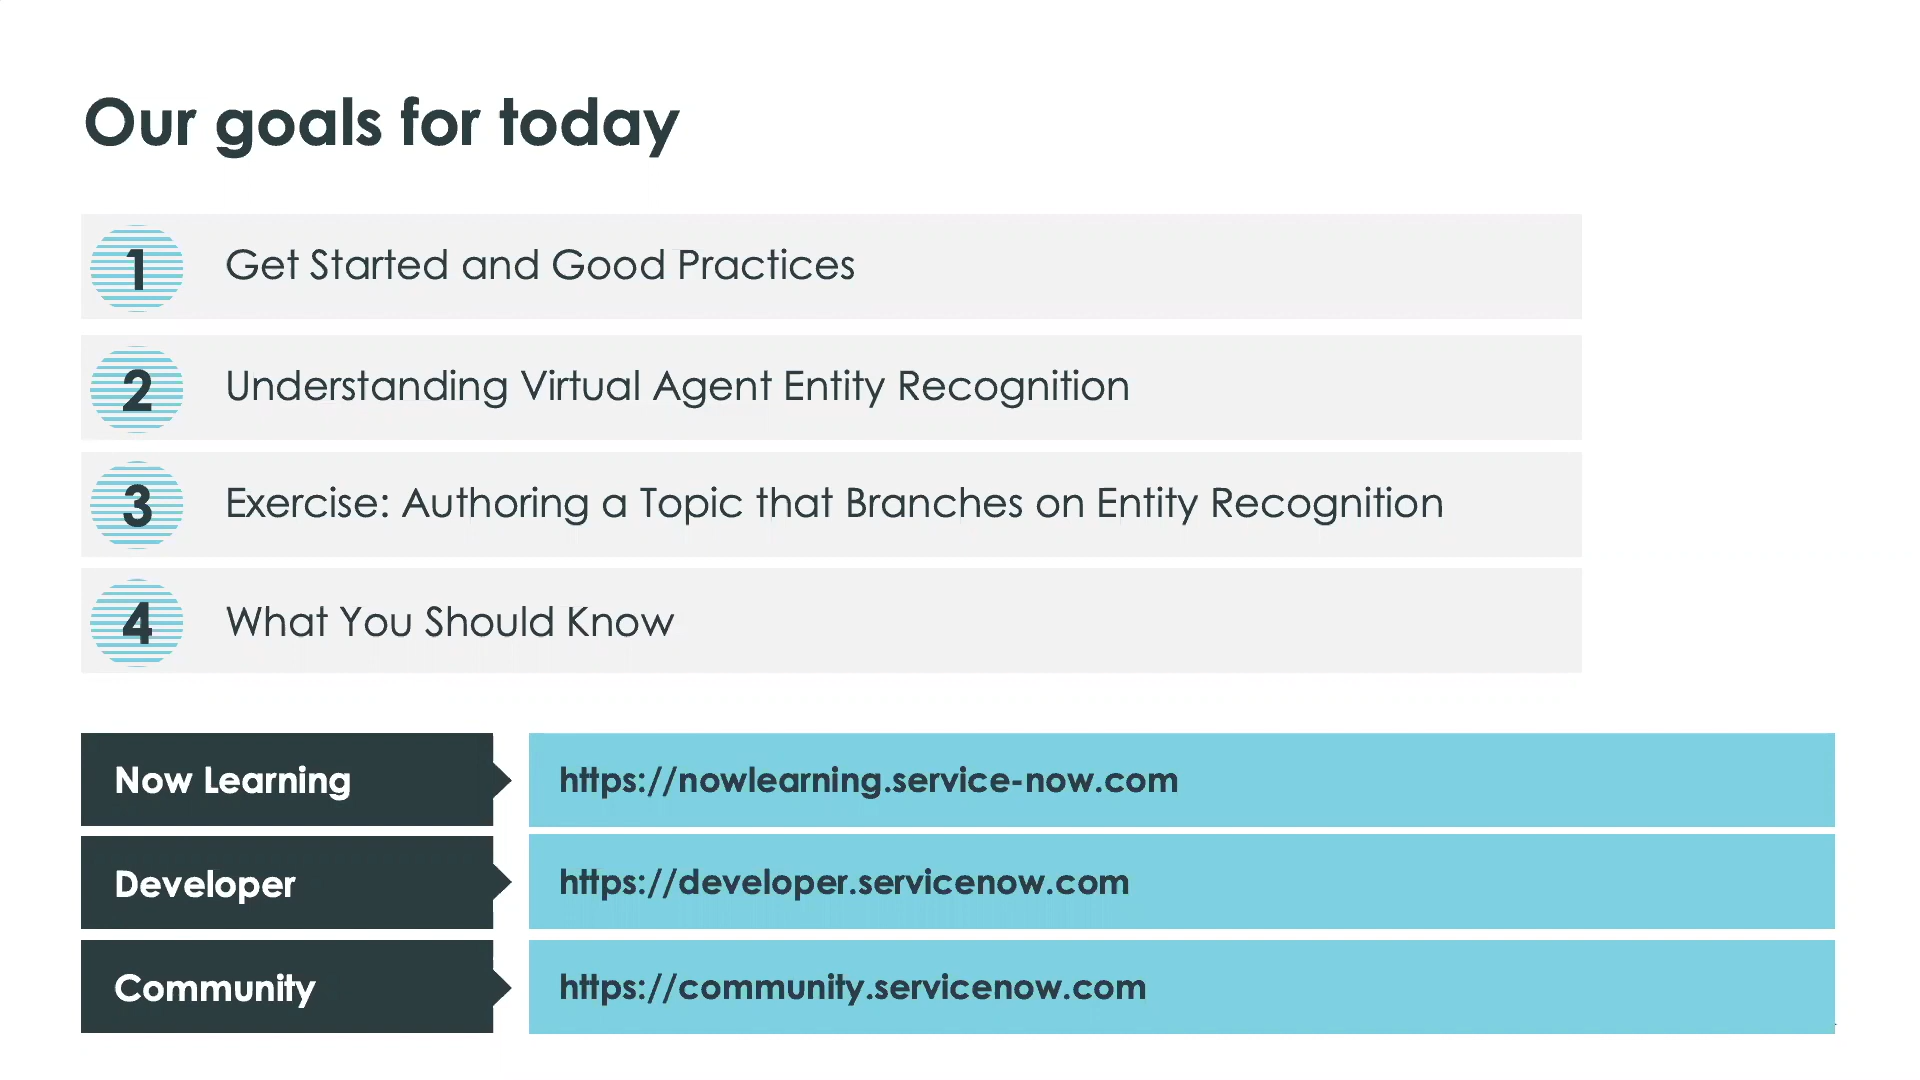 Our goals for today
1 Get Started and Good Practices
2 Understanding Virtual Agent Entity Recognition
3 Exercise: Authoring a Topic that Branches on Entity Recognition
4 What You Should Know
Now Learning https://nowlearning.service-now.com
Developer https://developer.servicenow.com
Community https://community.servicenow.com